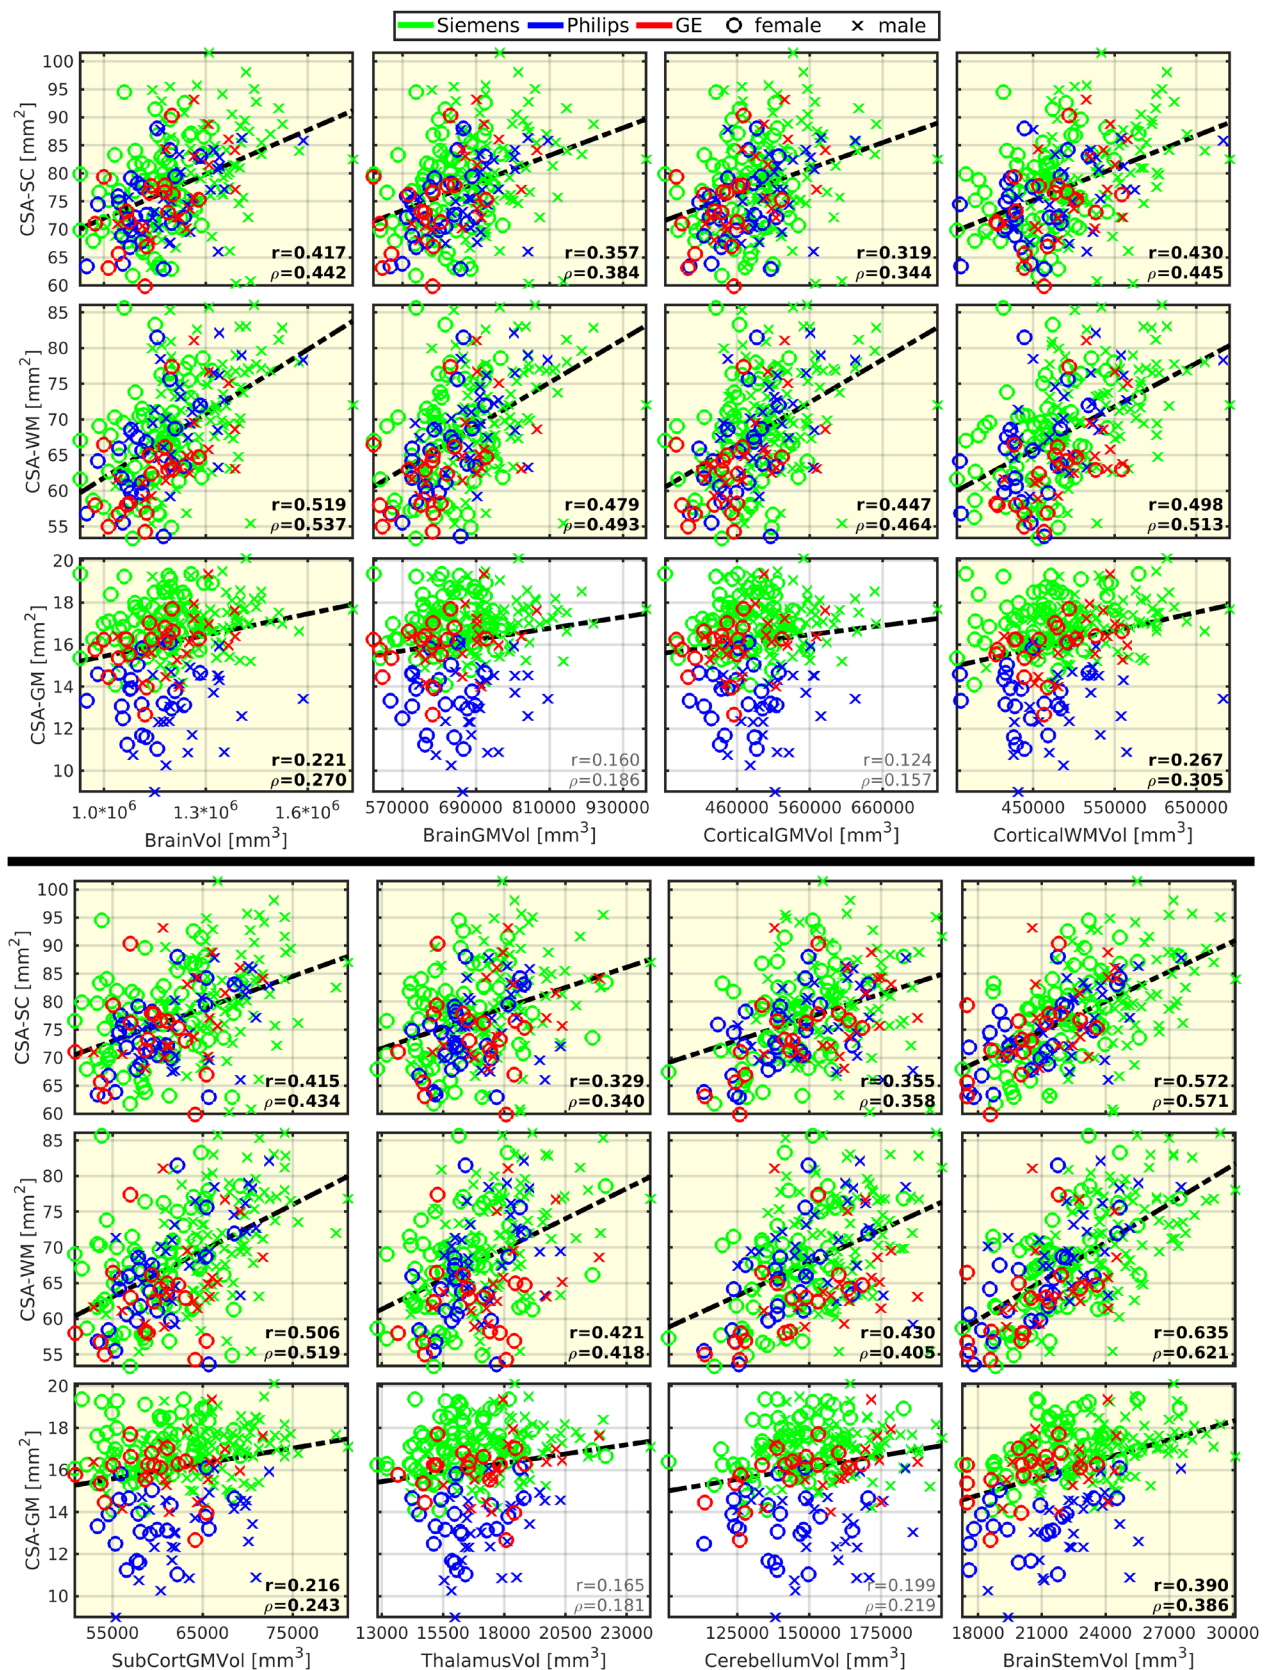 Siemens Philips GE female male
100
95
90
85
80
75
70
65
60
CSA-SC [mm²]
r=0.417
ρ=0.442
r=0.357
ρ=0.384
r=0.319
ρ=0.344
r=0.430
ρ=0.445
85
80
75
70
65
60
55
CSA-WM [mm²]
r=0.519
ρ=0.537
r=0.479
ρ=0.493
r=0.447
ρ=0.464
r=0.498
ρ=0.513
20
18
16
14
12
10
CSA-GM [mm²]
r=0.221
ρ=0.270
r=0.160
ρ=0.186
r=0.124
ρ=0.157
r=0.267
ρ=0.305
1.0*10⁶ 1.3*10⁶ 1.6*10⁶
570000 690000 810000 930000
460000 560000 660000
450000 550000 650000
BrainVol [mm³]
BrainGMVol [mm³]
CorticalGMVol [mm³]
CorticalWMVol [mm³]
100
95
90
85
80
75
70
65
60
CSA-SC [mm²]
r=0.415
ρ=0.434
r=0.329
ρ=0.340
r=0.355
ρ=0.358
r=0.572
ρ=0.571
85
80
75
70
65
60
55
CSA-WM [mm²]
r=0.506
ρ=0.519
r=0.421
ρ=0.418
r=0.430
ρ=0.405
r=0.635
ρ=0.621
20
18
16
14
12
10
CSA-GM [mm²]
r=0.216
ρ=0.243
r=0.165
ρ=0.181
r=0.199
ρ=0.219
r=0.390
ρ=0.386
55000 65000 75000
13000 15500 18000 20500 23000
125000 150000 175000
18000 21000 24000 27000 30000
SubCortGMVol [mm³]
ThalamusVol [mm³]
CerebellumVol [mm³]
BrainStemVol [mm³]